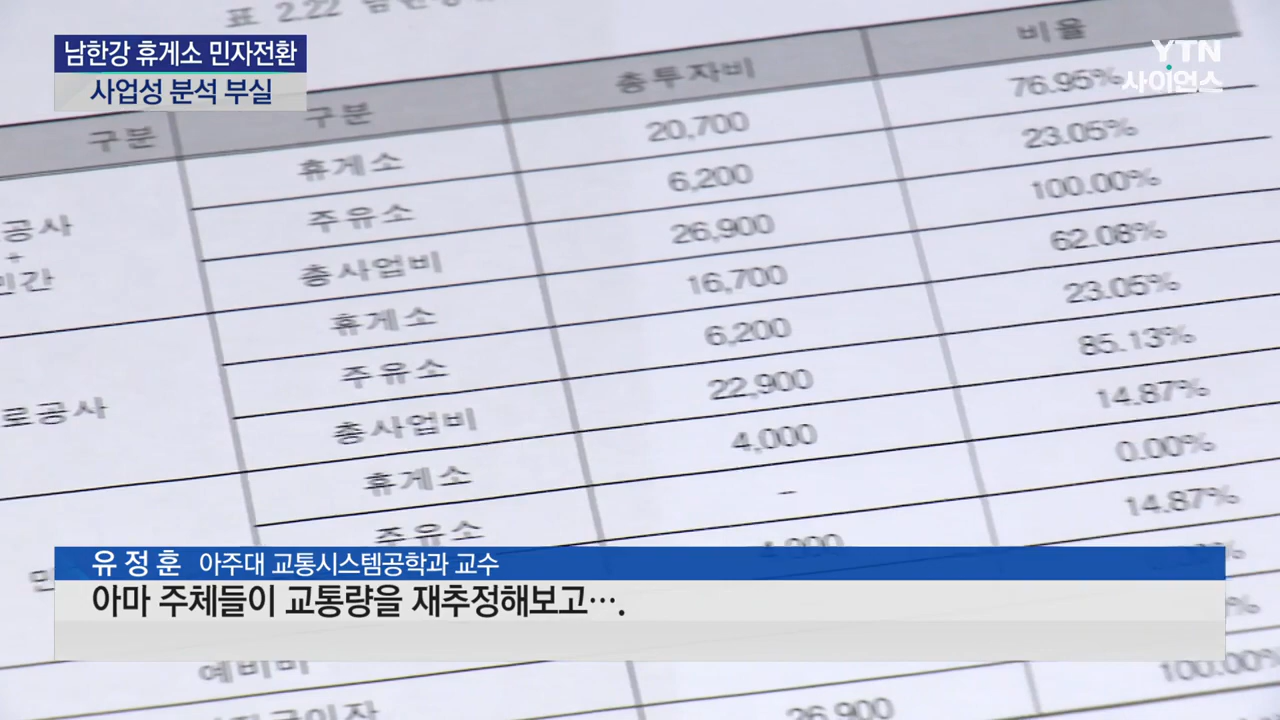 표 2.22
남한강 휴게소 민자전환
사업성 분석 부실
YTN
사이언스
구분 구분 총투자비 비율
휴게소 20,700 76.95%
주유소 6,200 23.05%
총사업비 26,900 100.00%
공사
+
민간
휴게소 16,700 62.08%
주유소 6,200 23.05%
총사업비 22,900 85.13%
로공사
휴게소 4,000 14.87%
주유소 - 0.00%
4,000 14.87%
유정훈 아주대 교통시스템공학과 교수
아마 주체들이 교통량을 재추정해보고….
예비비
26,900 100.00%